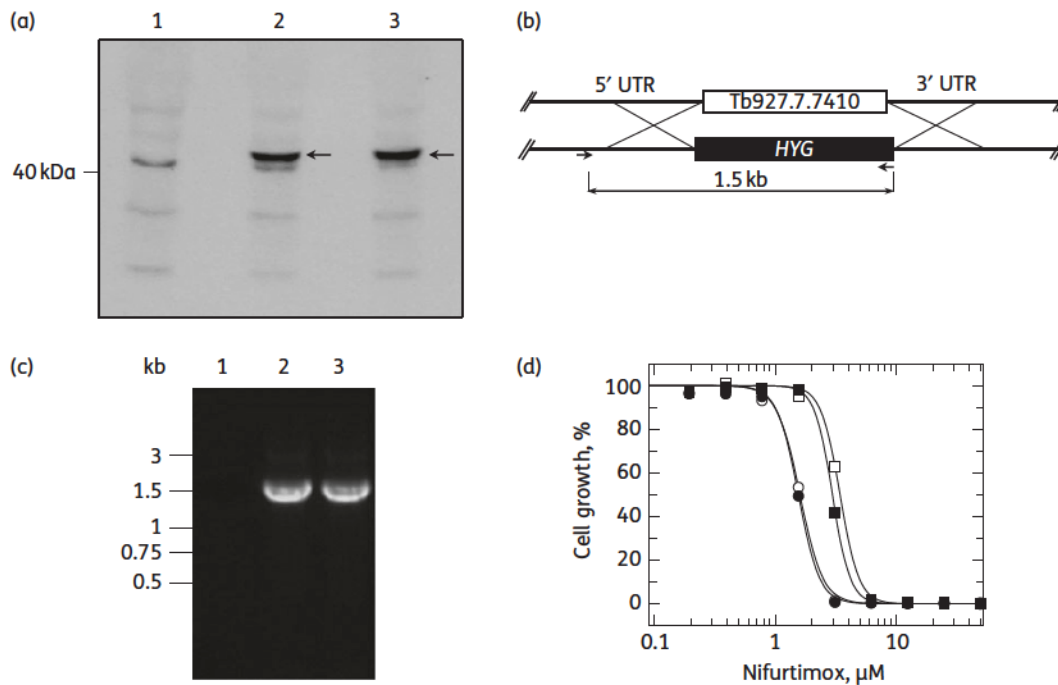 (a)
1 2 3
40 kDa
(b)
5′ UTR 3′ UTR
Tb927.7.7410
HYG
1.5 kb
(c)
kb 1 2 3
3
1.5
1
0.75
0.5
(d)
100
80
60
40
20
0
0.1 1 10
Cell growth, %
Nifurtimox, µM